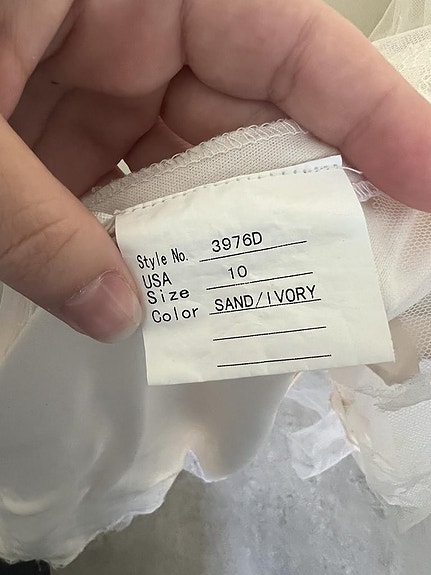 Style No. 3976D
USA
Size 10
Color SAND/IVORY